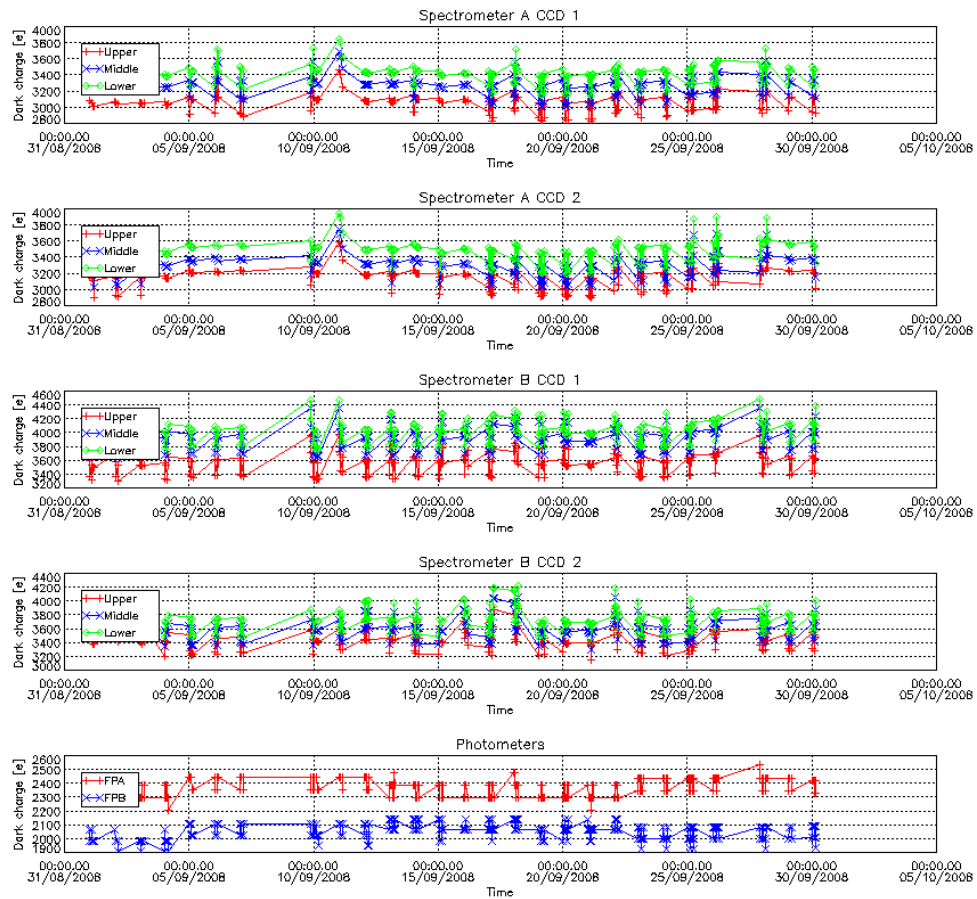 Spectrometer A CCD 1
Dark charge [e]
4000
3800
3600
3400
3200
3000
2800
Upper
Middle
Lower
00:00.00 00:00.00 00:00.00 00:00.00 00:00.00 00:00.00 00:00.00 00:00.00
31/08/2008 05/09/2008 10/09/2008 15/09/2008 20/09/2008 25/09/2008 30/09/2008 05/10/2008
Time
Spectrometer A CCD 2
Dark charge [e]
4000
3800
3600
3400
3200
3000
2800
Upper
Middle
Lower
00:00.00 00:00.00 00:00.00 00:00.00 00:00.00 00:00.00 00:00.00 00:00.00
31/08/2008 05/09/2008 10/09/2008 15/09/2008 20/09/2008 25/09/2008 30/09/2008 05/10/2008
Time
Spectrometer B CCD 1
Dark charge [e]
4600
4400
4200
4000
3800
3600
3400
3200
Upper
Middle
Lower
00:00.00 00:00.00 00:00.00 00:00.00 00:00.00 00:00.00 00:00.00 00:00.00
31/08/2008 05/09/2008 10/09/2008 15/09/2008 20/09/2008 25/09/2008 30/09/2008 05/10/2008
Time
Spectrometer B CCD 2
Dark charge [e]
4400
4200
4000
3800
3600
3400
3200
3000
Upper
Middle
Lower
00:00.00 00:00.00 00:00.00 00:00.00 00:00.00 00:00.00 00:00.00 00:00.00
31/08/2008 05/09/2008 10/09/2008 15/09/2008 20/09/2008 25/09/2008 30/09/2008 05/10/2008
Time
Photometers
Dark charge [e]
2600
2500
2400
2300
2200
2100
2000
1900
FPA
FPB
00:00.00 00:00.00 00:00.00 00:00.00 00:00.00 00:00.00 00:00.00 00:00.00
31/08/2008 05/09/2008 10/09/2008 15/09/2008 20/09/2008 25/09/2008 30/09/2008 05/10/2008
Time